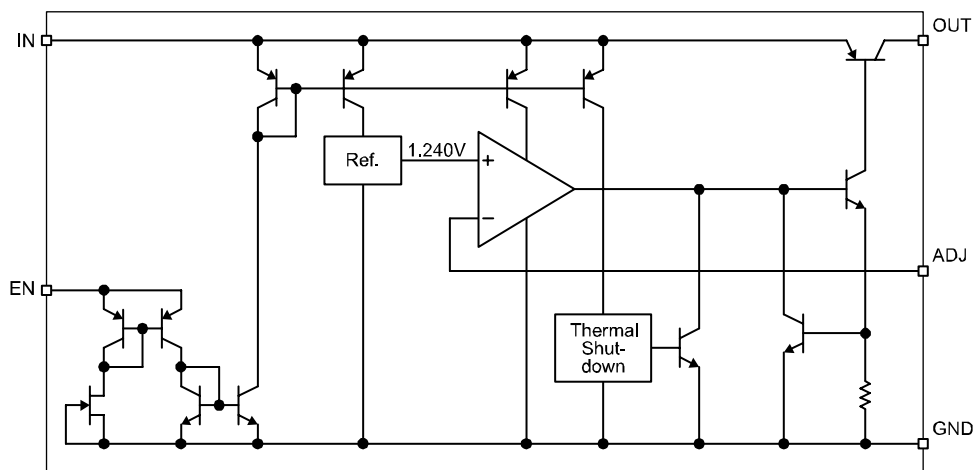 IN
OUT
Ref.
1.240V
+
−
ADJ
EN
Thermal
Shut-
down
GND